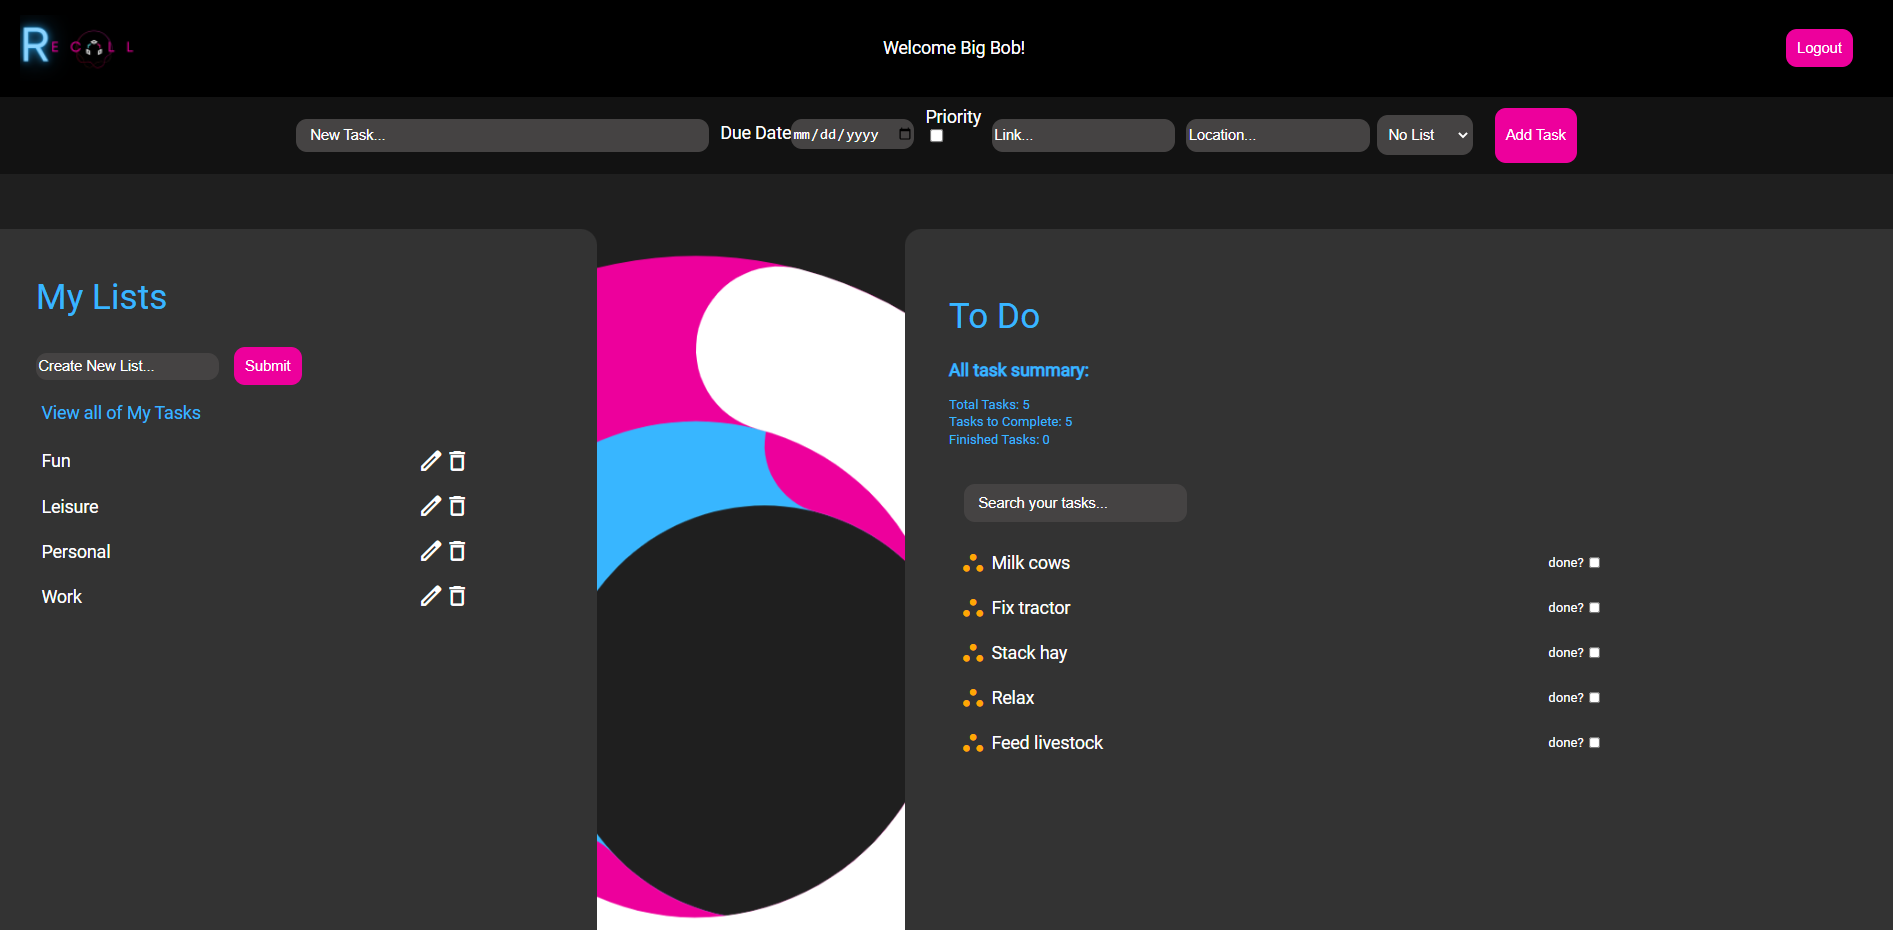 RECALL
Welcome Big Bob!
Logout
New Task...
Due Date mm/dd/yyyy
Priority
Link...
Location...
No List
Add Task
My Lists
Create New List...
Submit
View all of My Tasks
Fun
Leisure
Personal
Work
To Do
All task summary:
Total Tasks: 5
Tasks to Complete: 5
Finished Tasks: 0
Search your tasks...
Milk cows done?
Fix tractor done?
Stack hay done?
Relax done?
Feed livestock done?